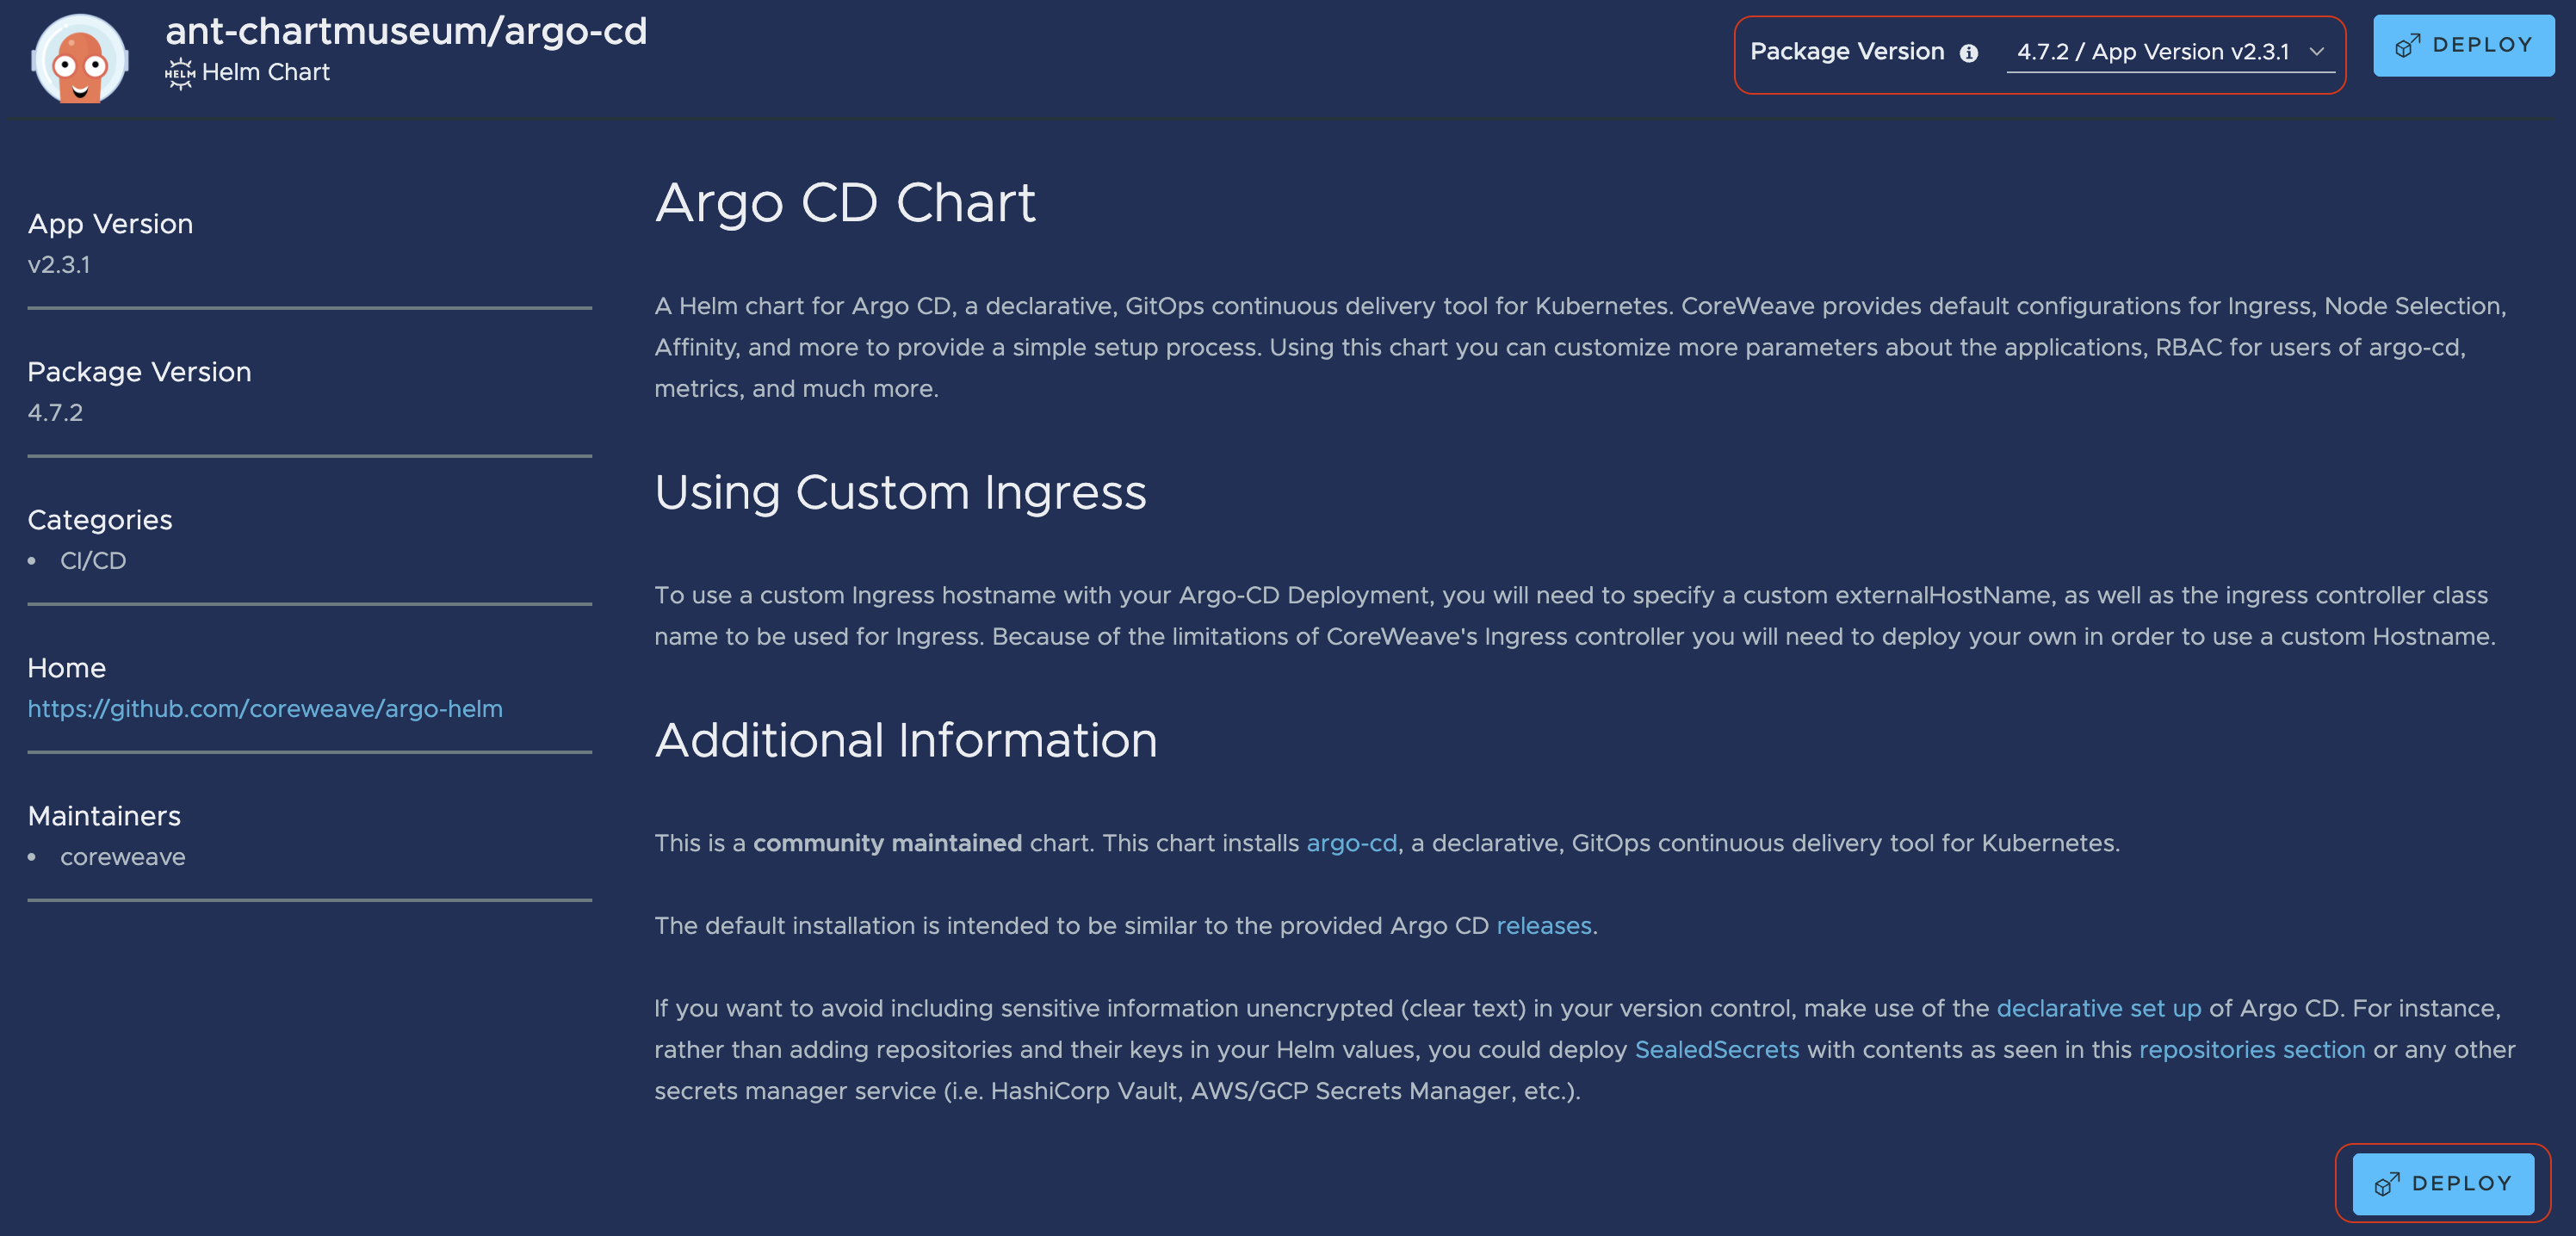 ant-chartmuseum/argo-cd
HELM Helm Chart
Package Version 4.7.2 / App Version v2.3.1
DEPLOY
App Version
v2.3.1
Package Version
4.7.2
Categories
• CI/CD
Home
https://github.com/coreweave/argo-helm
Maintainers
• coreweave
Argo CD Chart
A Helm chart for Argo CD, a declarative, GitOps continuous delivery tool for Kubernetes. CoreWeave provides default configurations for Ingress, Node Selection,
Affinity, and more to provide a simple setup process. Using this chart you can customize more parameters about the applications, RBAC for users of argo-cd,
metrics, and much more.
Using Custom Ingress
To use a custom Ingress hostname with your Argo-CD Deployment, you will need to specify a custom externalHostName, as well as the ingress controller class
name to be used for Ingress. Because of the limitations of CoreWeave's Ingress controller you will need to deploy your own in order to use a custom Hostname.
Additional Information
This is a community maintained chart. This chart installs argo-cd, a declarative, GitOps continuous delivery tool for Kubernetes.
The default installation is intended to be similar to the provided Argo CD releases.
If you want to avoid including sensitive information unencrypted (clear text) in your version control, make use of the declarative set up of Argo CD. For instance,
rather than adding repositories and their keys in your Helm values, you could deploy SealedSecrets with contents as seen in this repositories section or any other
secrets manager service (i.e. HashiCorp Vault, AWS/GCP Secrets Manager, etc.).
DEPLOY